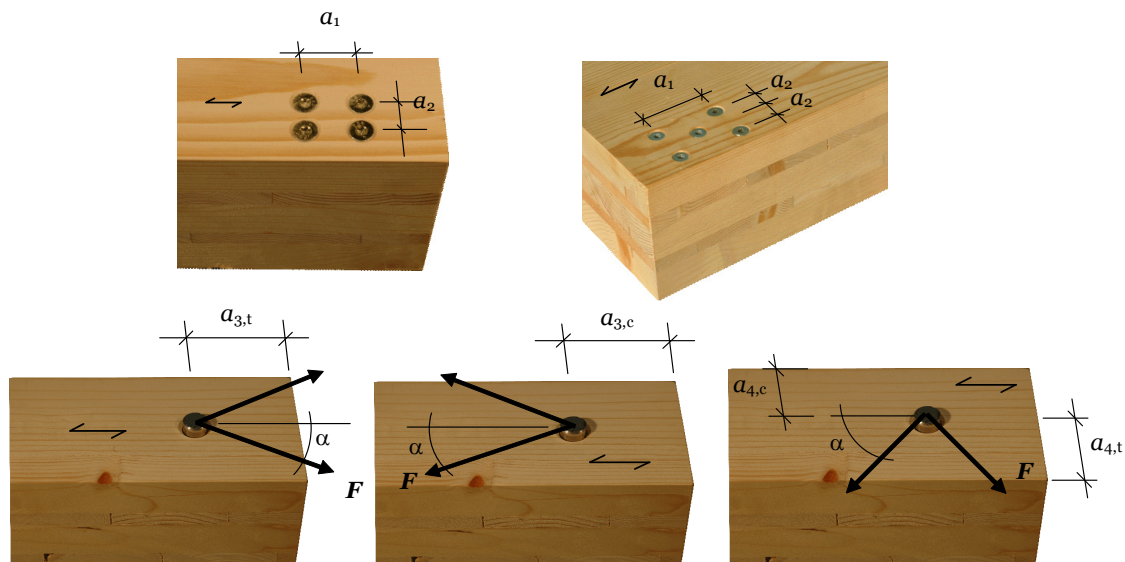 a₁
a₂
a₁
a₂
a₂
a₃,t
α
F
a₃,c
α
F
a₄,c
α
F
a₄,t